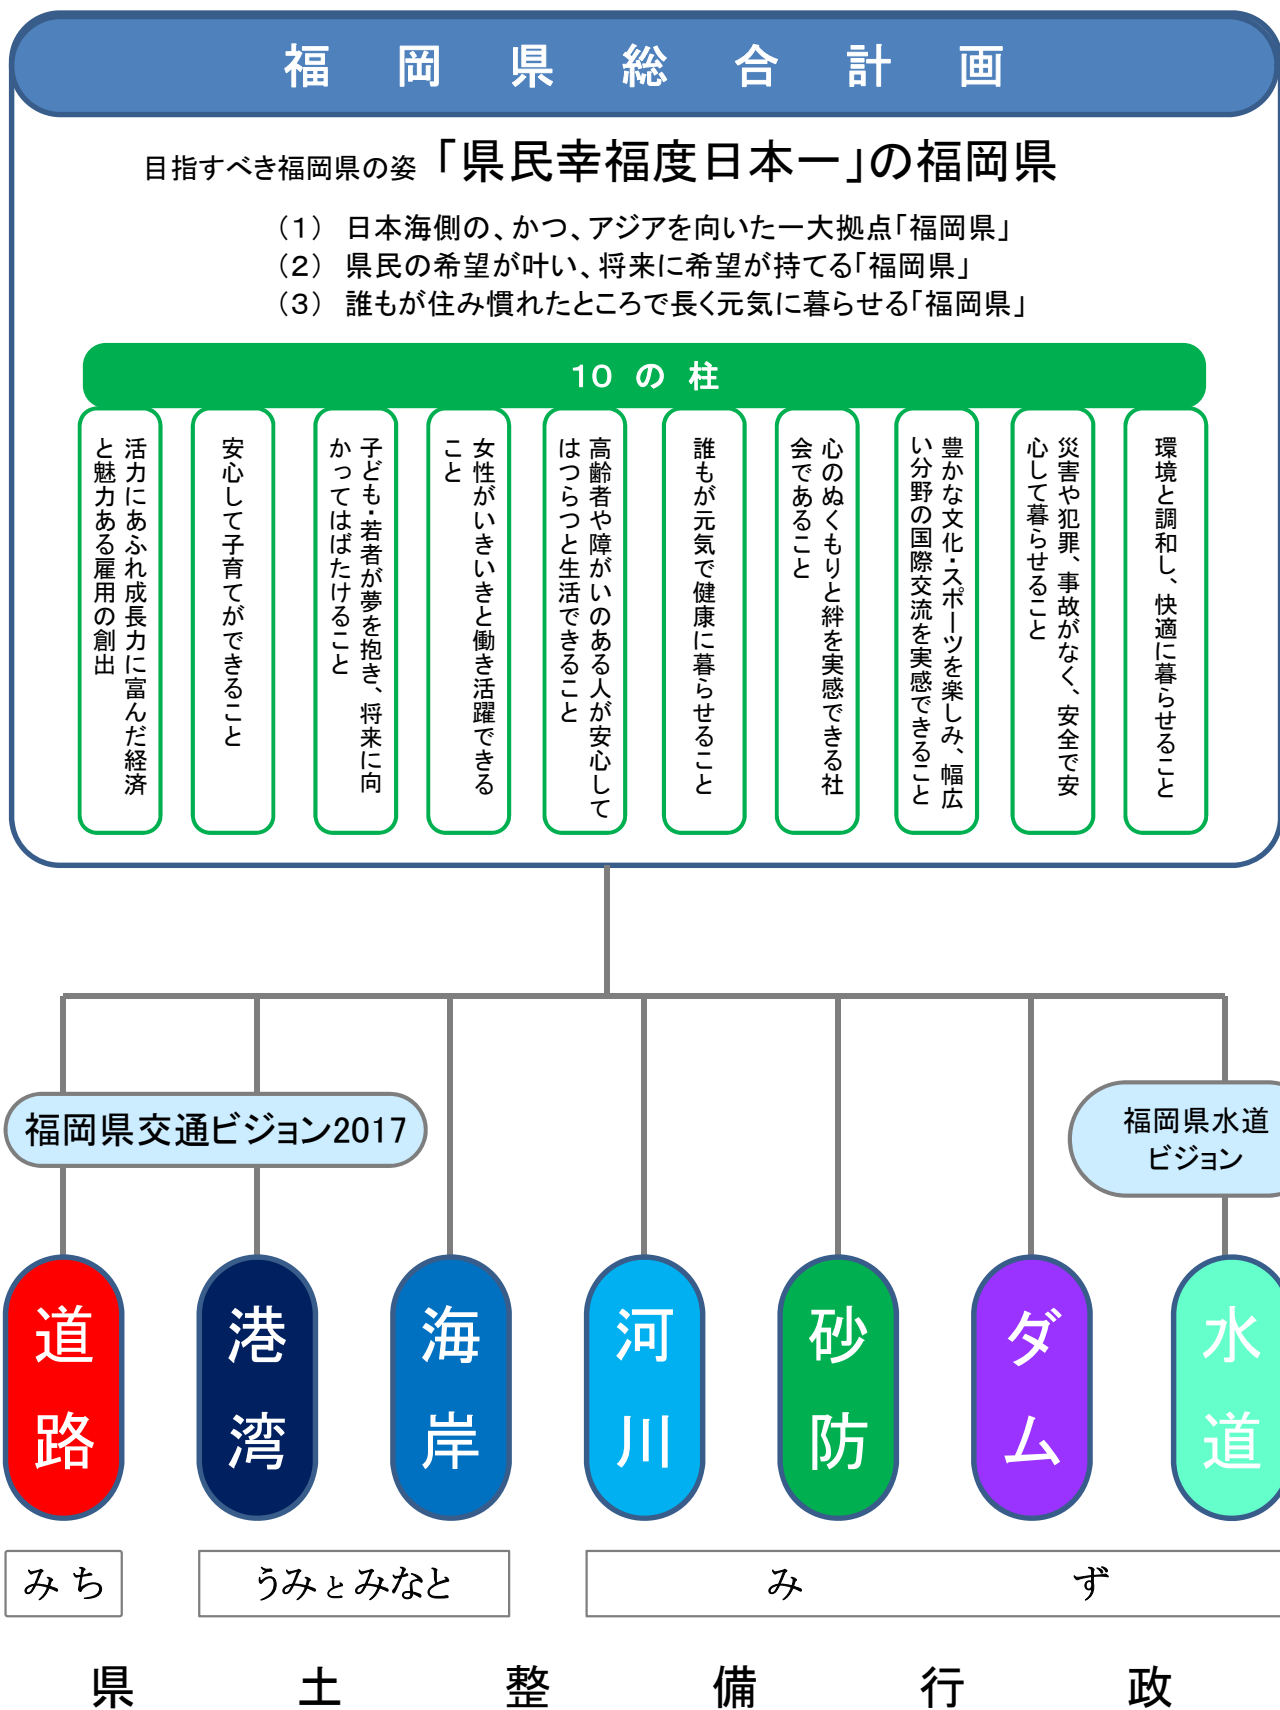 福岡県総合計画
目指すべき福岡県の姿「県民幸福度日本一」の福岡県
（１） 日本海側の、かつ、アジアを向いた一大拠点「福岡県」
（２） 県民の希望が叶い、将来に希望が持てる「福岡県」
（３） 誰もが住み慣れたところで長く元気に暮らせる「福岡県」
１０ の 柱
活力にあふれ成長力に富んだ経済
と魅力ある雇用の創出
安心して子育てができること
子ども・若者が夢を抱き、将来に向
かってはばたけること
女性がいきいきと働き活躍できる
こと
高齢者や障がいのある人が安心して
はつらつと生活できること
誰もが元気で健康に暮らせること
心のぬくもりと絆を実感できる社
会であること
豊かな文化・スポーツを楽しみ、幅広
い分野の国際交流を実感できること
災害や犯罪、事故がなく、安全で安
心して暮らせること
環境と調和し、快適に暮らせること
福岡県交通ビジョン2017
福岡県水道
ビジョン
道路
港湾
海岸
河川
砂防
ダム
水道
みち
うみとみなと
みず
県土整備行政